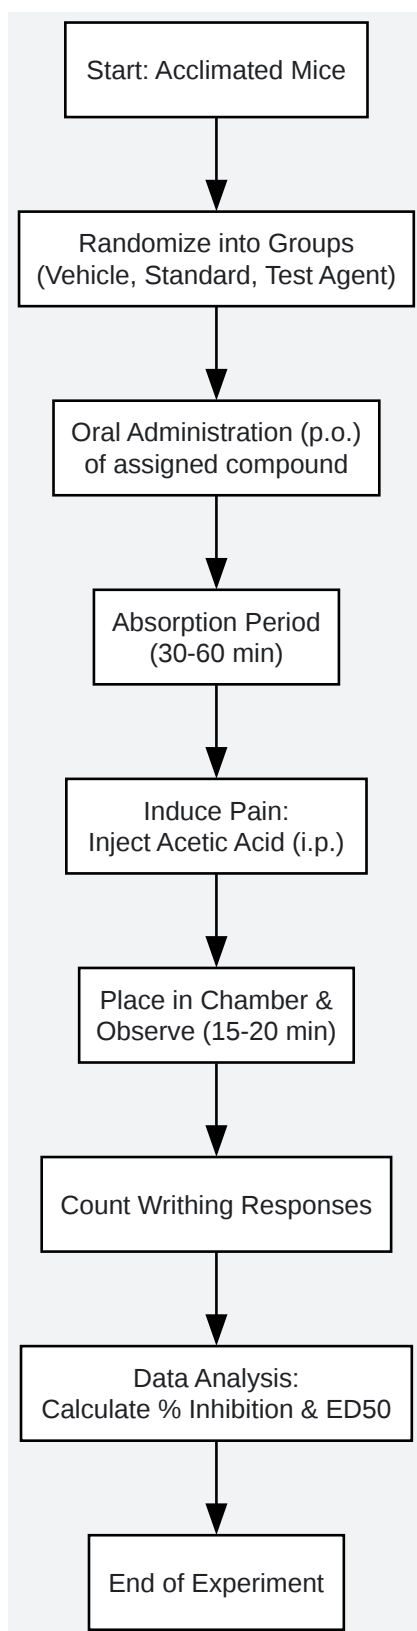 Start: Acclimated Mice
Randomize into Groups
(Vehicle, Standard, Test Agent)
Oral Administration (p.o.)
of assigned compound
Absorption Period
(30-60 min)
Induce Pain:
Inject Acetic Acid (i.p.)
Place in Chamber &
Observe (15-20 min)
Count Writhing Responses
Data Analysis:
Calculate % Inhibition & ED50
End of Experiment